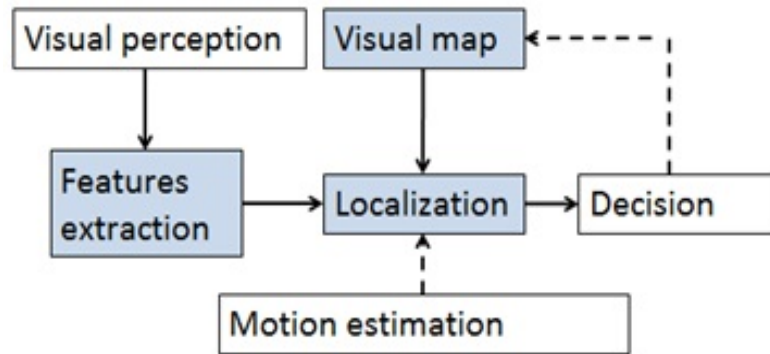 Visual perception
Visual map
Features
extraction
Localization
Decision
Motion estimation